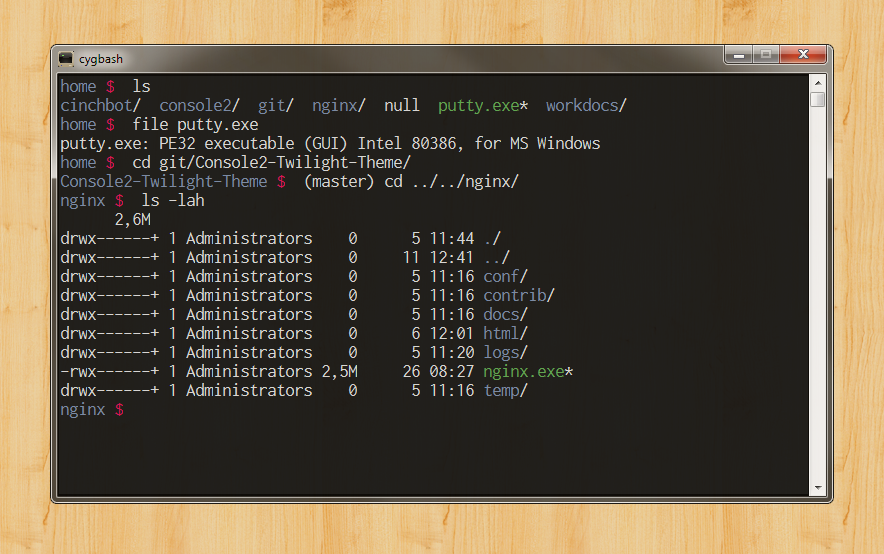 cygbash
home $  ls
cinchbot/  console2/  git/  nginx/  null  putty.exe*  workdocs/
home $  file putty.exe
putty.exe: PE32 executable (GUI) Intel 80386, for MS Windows
home $  cd git/Console2-Twilight-Theme/
Console2-Twilight-Theme $  (master) cd ../../nginx/
nginx $  ls -lah
      2,6M
drwx------+ 1 Administrators    0      5 11:44 ./
drwx------+ 1 Administrators    0     11 12:41 ../
drwx------+ 1 Administrators    0      5 11:16 conf/
drwx------+ 1 Administrators    0      5 11:16 contrib/
drwx------+ 1 Administrators    0      5 11:16 docs/
drwx------+ 1 Administrators    0      6 12:01 html/
drwx------+ 1 Administrators    0      5 11:20 logs/
-rwx------+ 1 Administrators 2,5M     26 08:27 nginx.exe*
drwx------+ 1 Administrators    0      5 11:16 temp/
nginx $